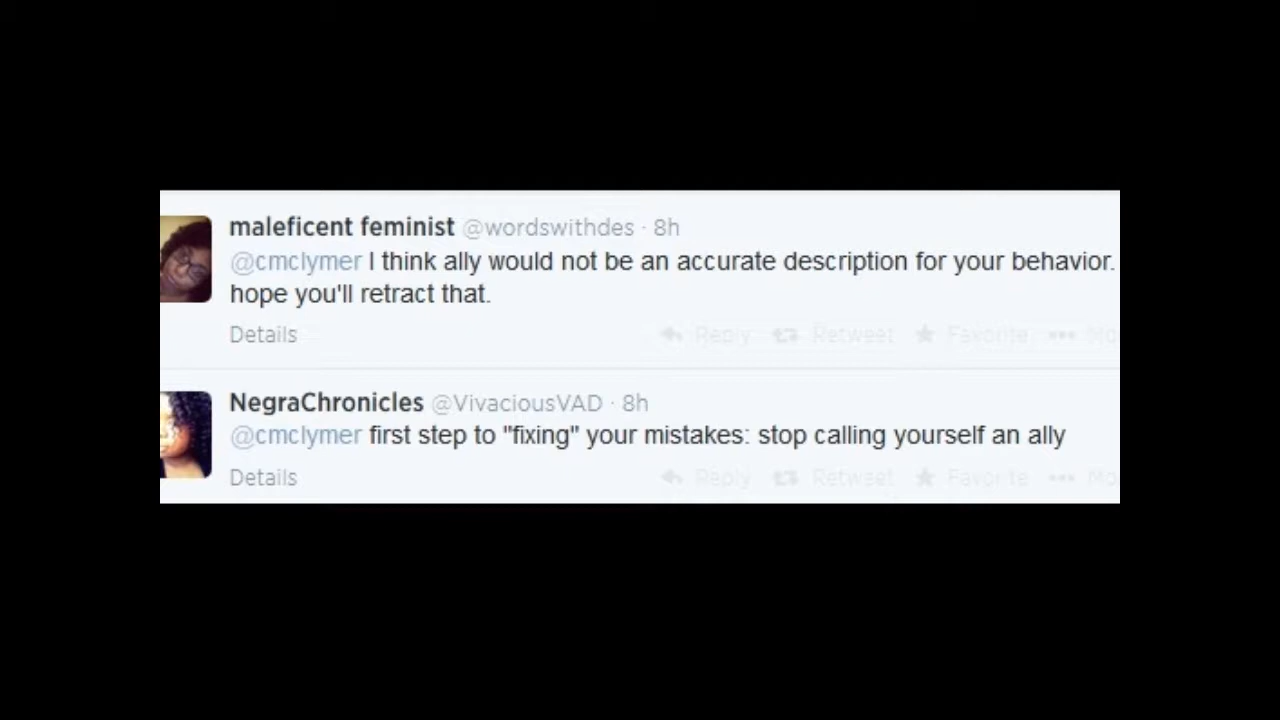 maleficent feminist @wordswithdes · 8h
@cmclymer I think ally would not be an accurate description for your behavior.
hope you'll retract that.
Details Reply Retweet Favorite Mo
NegraChronicles @VivaciousVAD · 8h
@cmclymer first step to "fixing" your mistakes: stop calling yourself an ally
Details Reply Retweet Favorite Mo